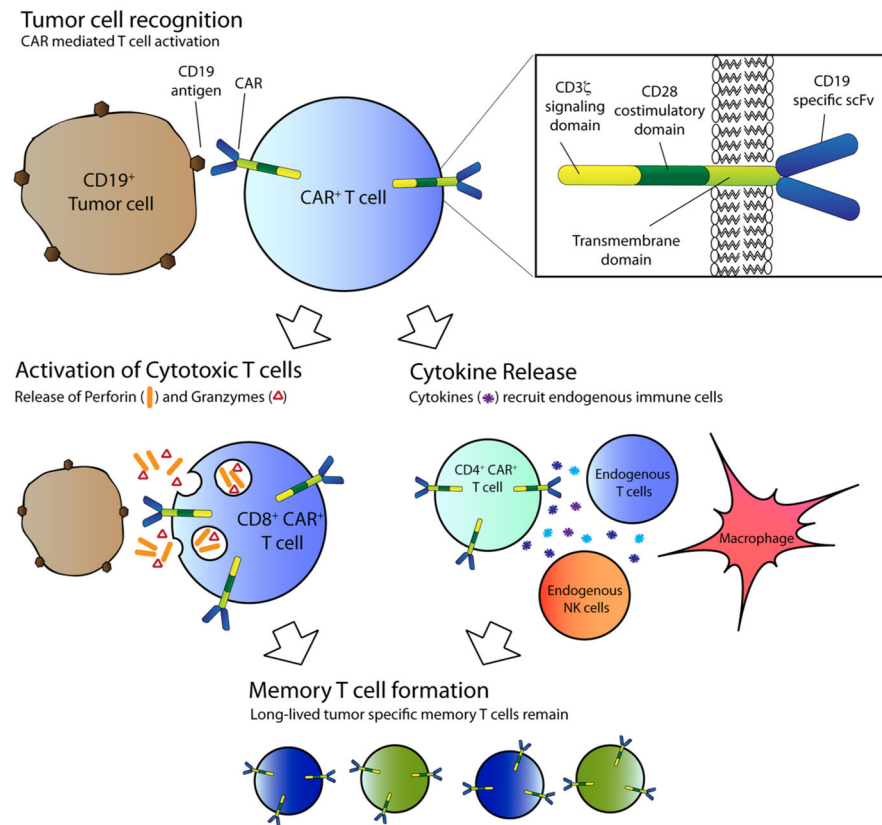 Tumor cell recognition
CAR mediated T cell activation
CD19
antigen
CAR
CD19⁺
Tumor cell
CAR⁺ T cell
CD3ζ
signaling
domain
CD28
costimulatory
domain
CD19
specific scFv
Transmembrane
domain
Activation of Cytotoxic T cells
Release of Perforin ( ) and Granzymes ( )
CD8⁺ CAR⁺
T cell
Cytokine Release
Cytokines ( ) recruit endogenous immune cells
CD4⁺ CAR⁺
T cell
Endogenous
T cells
Macrophage
Endogenous
NK cells
Memory T cell formation
Long-lived tumor specific memory T cells remain